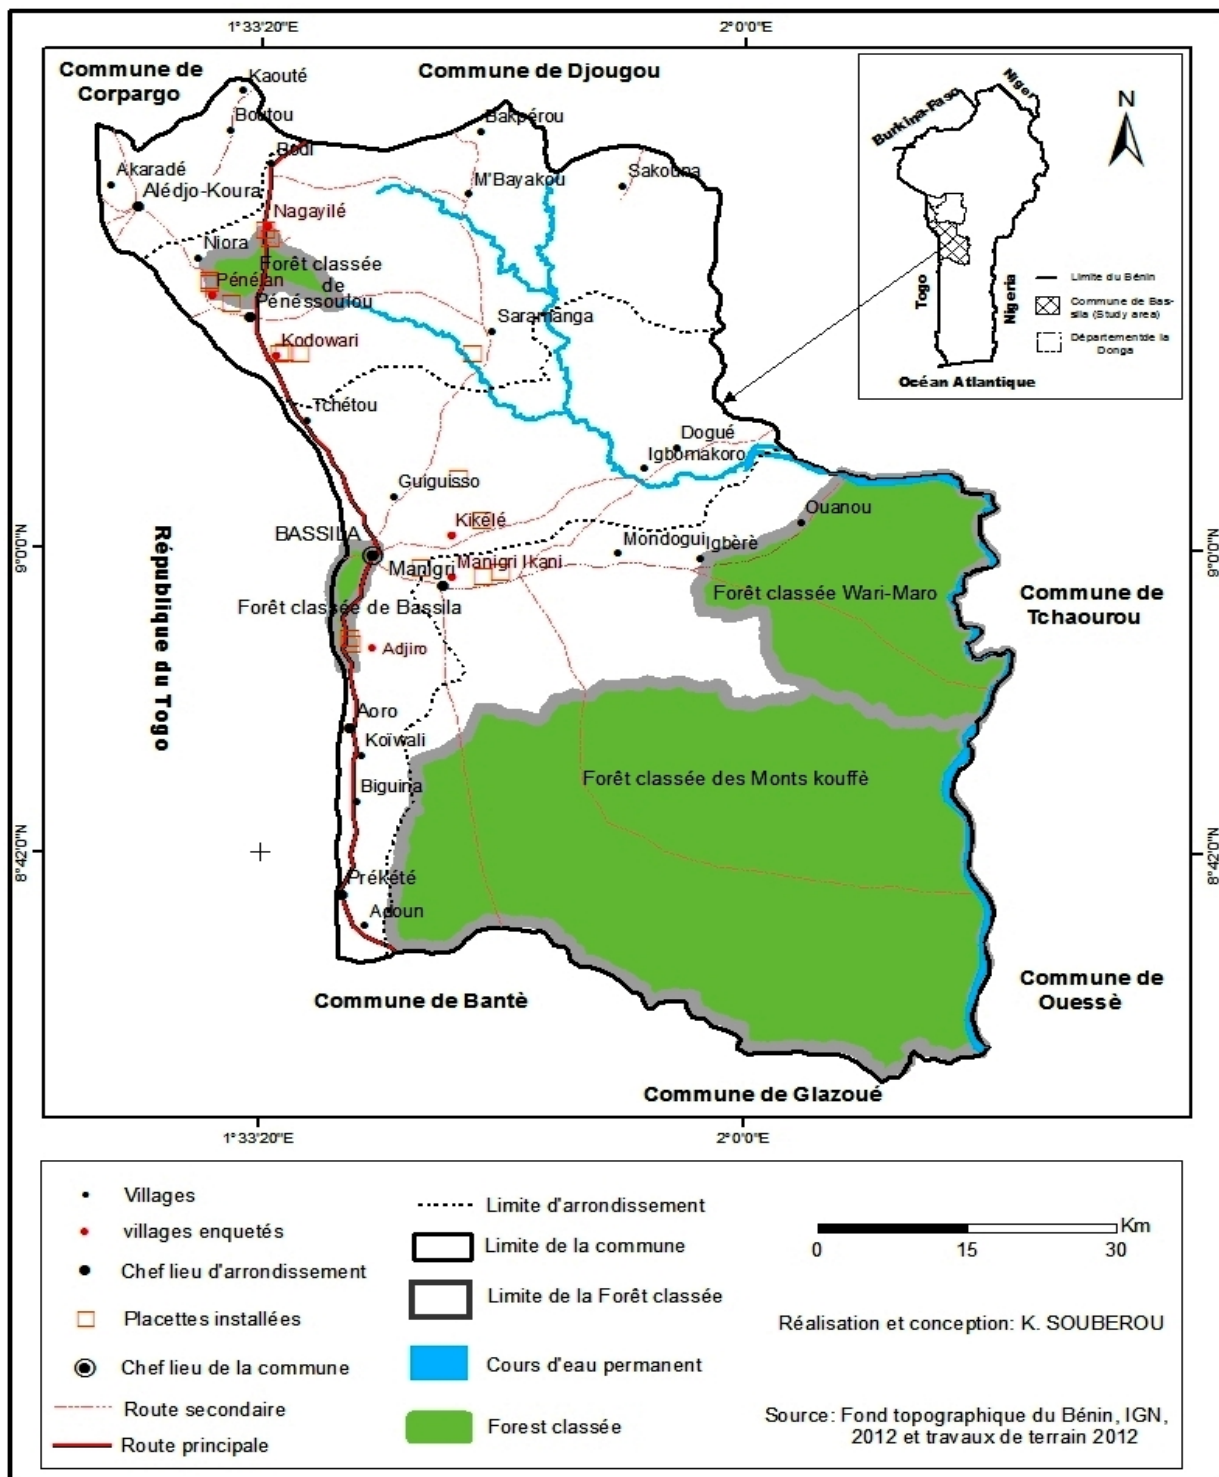 1°33'20"E
2°0'0"E
Commune de
Corpargo
Kaouté
Commune de Djougou
Boutou
Bakpérou
Bodi
Akaradé
Alédjo-Koura
M'Bayakou
Sakouna
Nagayilé
Niora
Forêt classée
de
Pénéssoulou
Pénélan
Kodowari
Saramanga
Tchétou
Dogué
Igbomakoro
Guiguisso
Ouanou
Kikélé
BASSILA
Mondogui
Igbèrè
Manigri
Manigri Ikani
Forêt classée de Bassila
Forêt classée Wari-Maro
Adjiro
Aoro
Koïwali
Biguina
Forêt classée des Monts kouffè
Prékété
Adoun
République du Togo
Commune de
Tchaourou
Commune de
Ouessè
Commune de Bantè
Commune de Glazoué
9°0'0"N
9°0'0"N
8°42'0"N
8°42'0"N
1°33'20"E
2°0'0"E
Burkina-Faso
Niger
N
Togo
Nigeria
Océan Atlantique
Limite du Bénin
Commune de Bas-
sila (Study area)
Départementde la
Donga
Villages
villages enquetés
Chef lieu d'arrondissement
Placettes installées
Chef lieu de la commune
Route secondaire
Route principale
Limite d'arrondissement
Limite de la commune
Limite de la Forêt classée
Cours d'eau permanent
Forest classée
Km
0 15 30
Réalisation et conception: K. SOUBEROU
Source: Fond topographique du Bénin, IGN,
2012 et travaux de terrain 2012